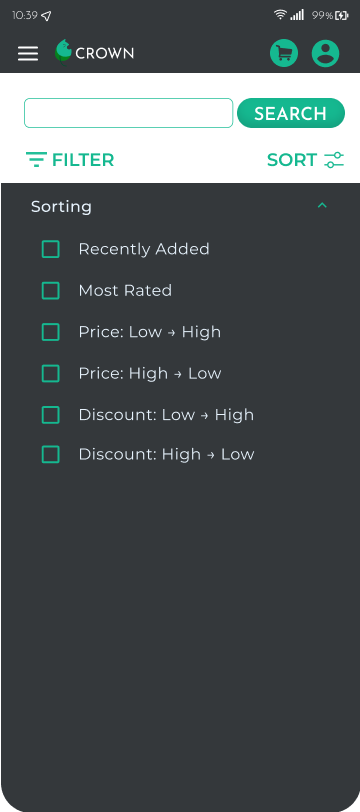 10:39 99%
CROWN
SEARCH
FILTER SORT
Sorting
Recently Added
Most Rated
Price: Low → High
Price: High → Low
Discount: Low → High
Discount: High → Low